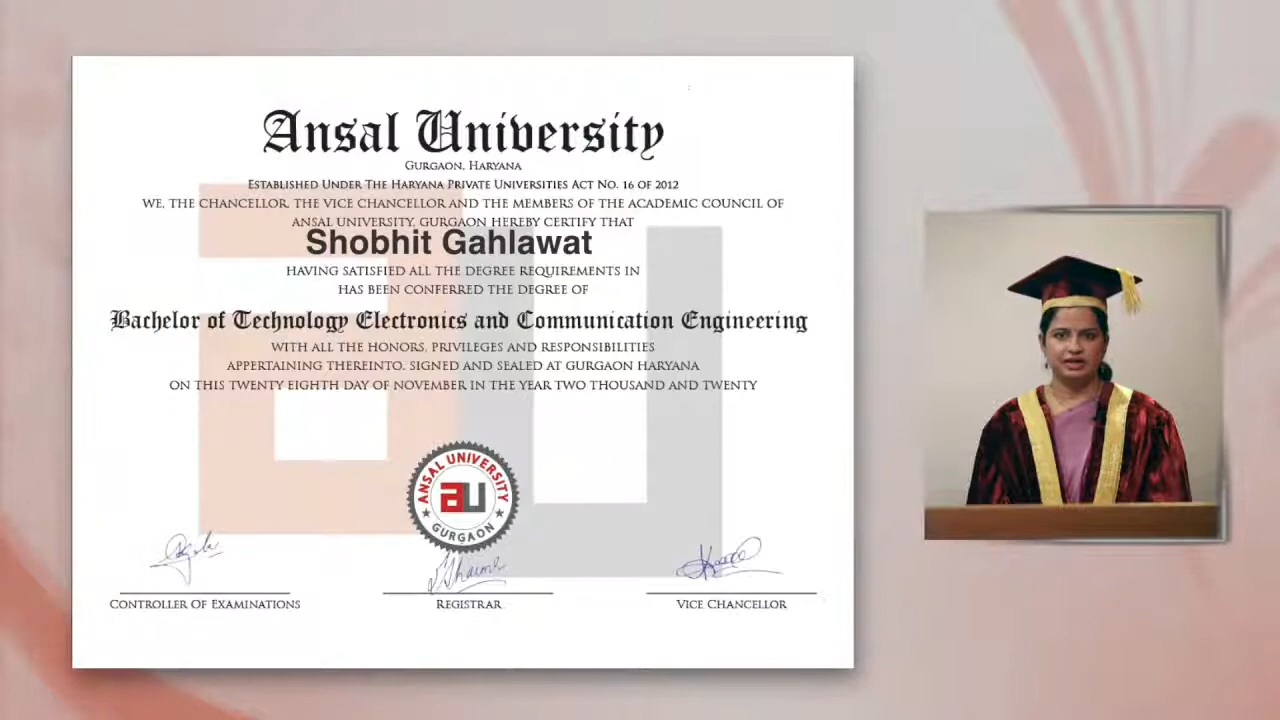 Ansal University
GURGAON, HARYANA
ESTABLISHED UNDER THE HARYANA PRIVATE UNIVERSITIES ACT NO. 16 OF 2012
WE, THE CHANCELLOR, THE VICE CHANCELLOR AND THE MEMBERS OF THE ACADEMIC COUNCIL OF
ANSAL UNIVERSITY, GURGAON HEREBY CERTIFY THAT
Shobhit Gahlawat
HAVING SATISFIED ALL THE DEGREE REQUIREMENTS IN
HAS BEEN CONFERRED THE DEGREE OF
Bachelor of Technology Electronics and Communication Engineering
WITH ALL THE HONORS, PRIVILEGES AND RESPONSIBILITIES
APPERTAINING THEREINTO. SIGNED AND SEALED AT GURGAON HARYANA
ON THIS TWENTY EIGHTH DAY OF NOVEMBER IN THE YEAR TWO THOUSAND AND TWENTY
ANSAL UNIVERSITY
au
GURGAON
CONTROLLER OF EXAMINATIONS
REGISTRAR
VICE CHANCELLOR